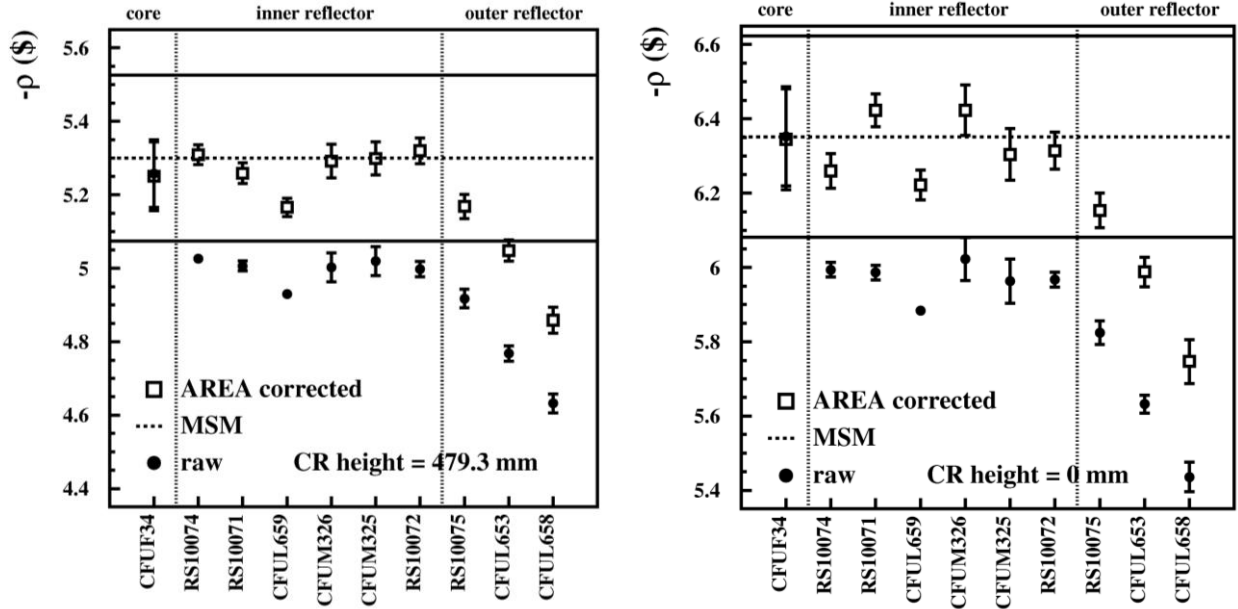 core inner reflector outer reflector
-ρ ($)
5.6
5.4
5.2
5
4.8
4.6
4.4
AREA corrected
MSM
raw CR height = 479.3 mm
CFUF34
RS10074
RS10071
CFUL659
CFUM326
CFUM325
RS10072
RS10075
CFUL653
CFUL658
core inner reflector outer reflector
-ρ ($)
6.6
6.4
6.2
6
5.8
5.6
5.4
AREA corrected
MSM
raw CR height = 0 mm
CFUF34
RS10074
RS10071
CFUL659
CFUM326
CFUM325
RS10072
RS10075
CFUL653
CFUL658